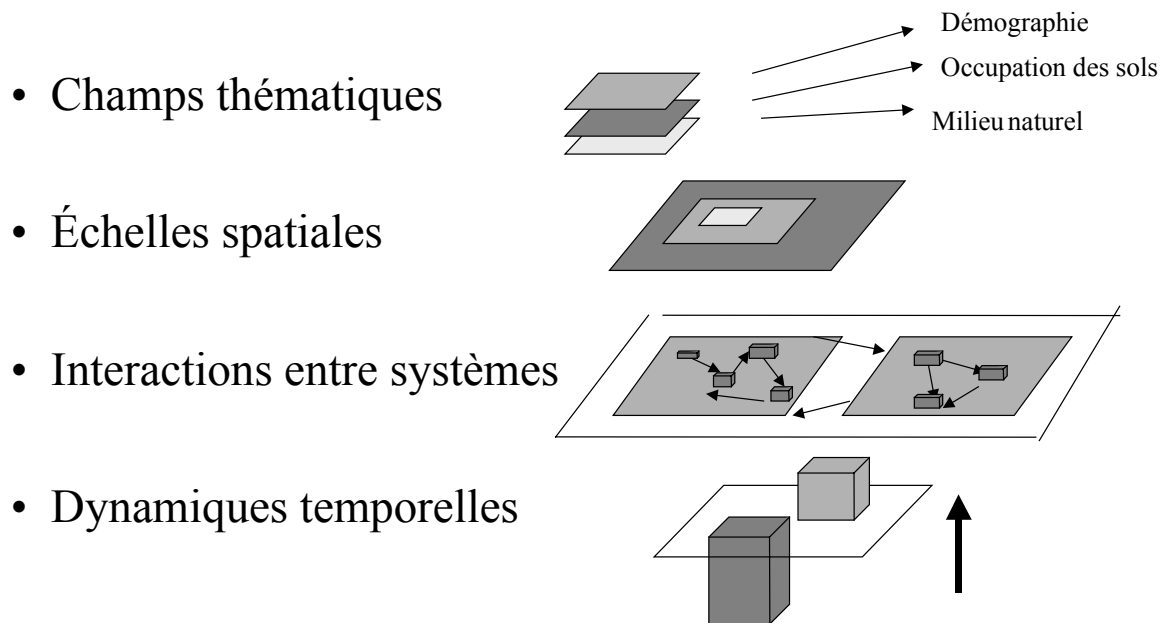 Démographie
• Champs thématiques
Occupation des sols
Milieu naturel
• Échelles spatiales
• Interactions entre systèmes
• Dynamiques temporelles